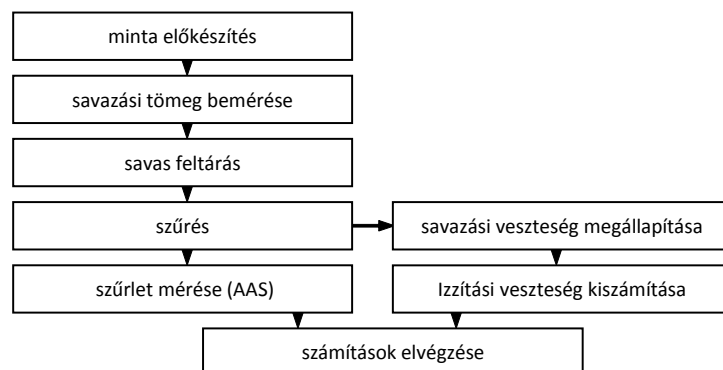 minta előkészítés
savazási tömeg bemérése
savas feltárás
szűrés
savazási veszteség megállapítása
szűrlet mérése (AAS)
Izzítási veszteség kiszámítása
számítások elvégzése